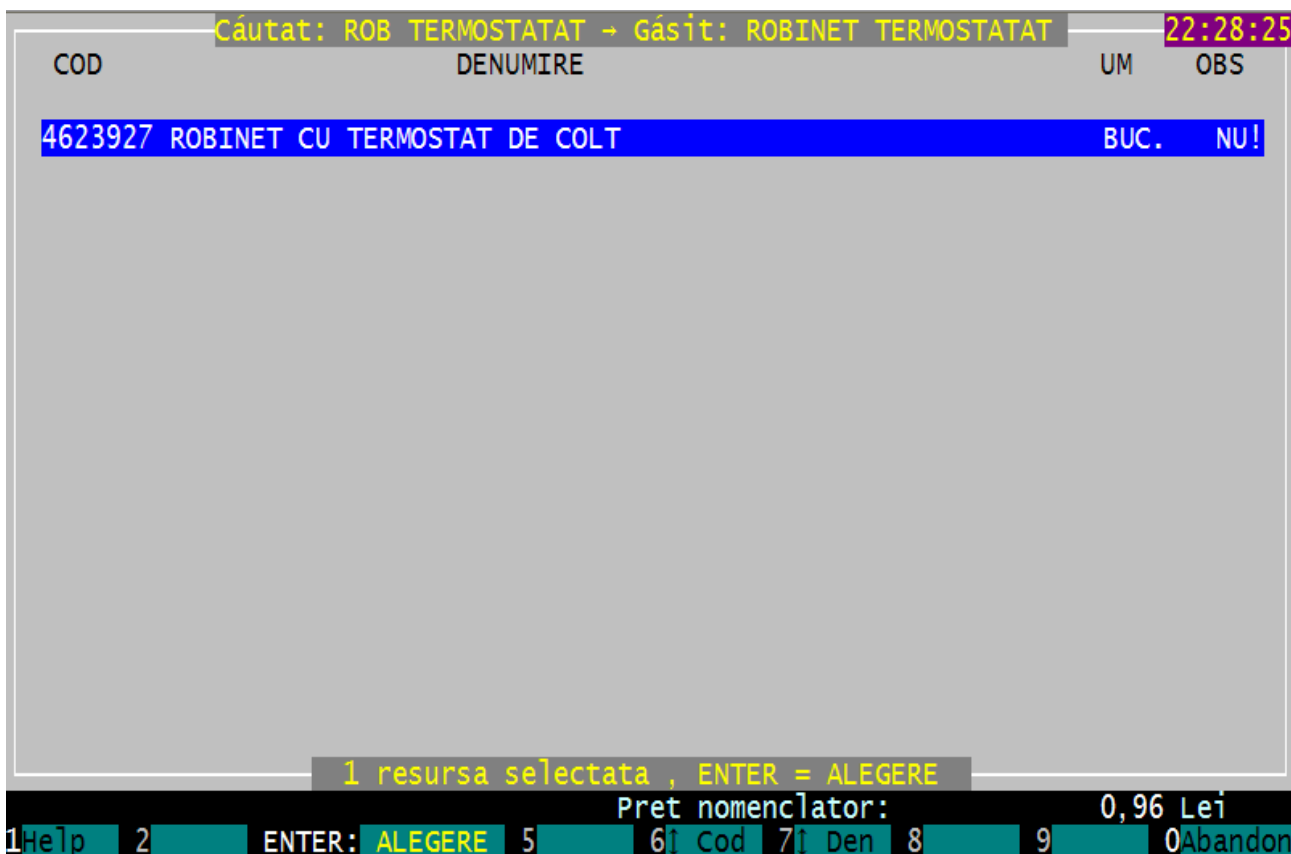 Cáutat: ROB TERMOSTATAT → Gásit: ROBINET TERMOSTATAT 22:28:25
COD DENUMIRE UM OBS
4623927 ROBINET CU TERMOSTAT DE COLT BUC. NU!
1 resursa selectata , ENTER = ALEGERE
Pret nomenclator: 0,96 Lei
1Help 2 ENTER: ALEGERE 5 6↕ Cod 7↕ Den 8 9 0Abandon